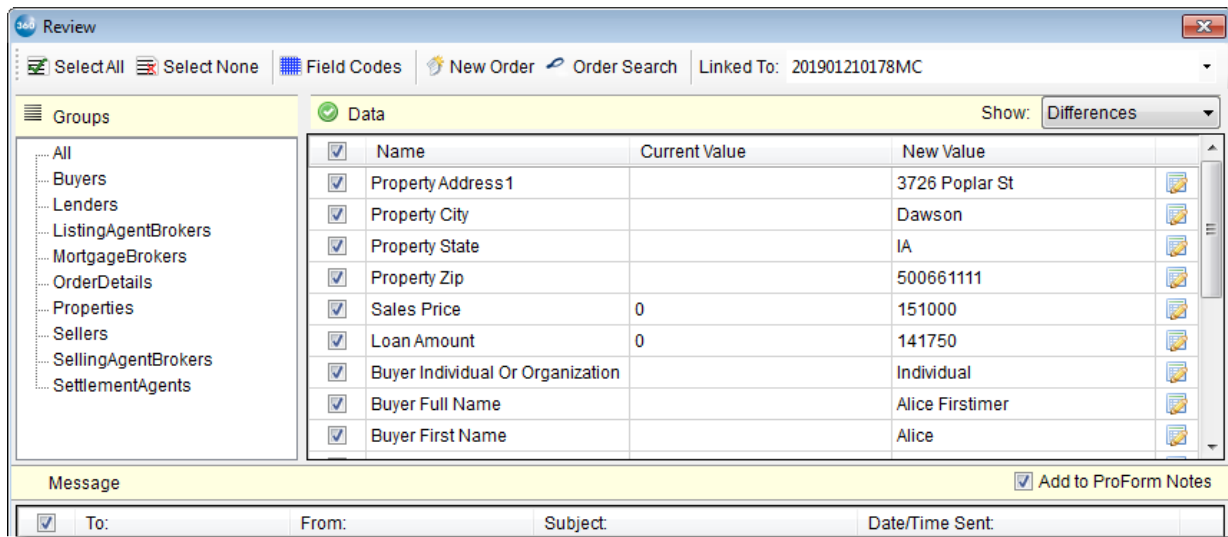 360 Review
Select All Select None Field Codes New Order Order Search Linked To: 201901210178MC
Groups
All
Buyers
Lenders
ListingAgentBrokers
MortgageBrokers
OrderDetails
Properties
Sellers
SellingAgentBrokers
SettlementAgents
Data Show: Differences
Name Current Value New Value
Property Address1 3726 Poplar St
Property City Dawson
Property State IA
Property Zip 500661111
Sales Price 0 151000
Loan Amount 0 141750
Buyer Individual Or Organization Individual
Buyer Full Name Alice Firstimer
Buyer First Name Alice
Message Add to ProForm Notes
To: From: Subject: Date/Time Sent: